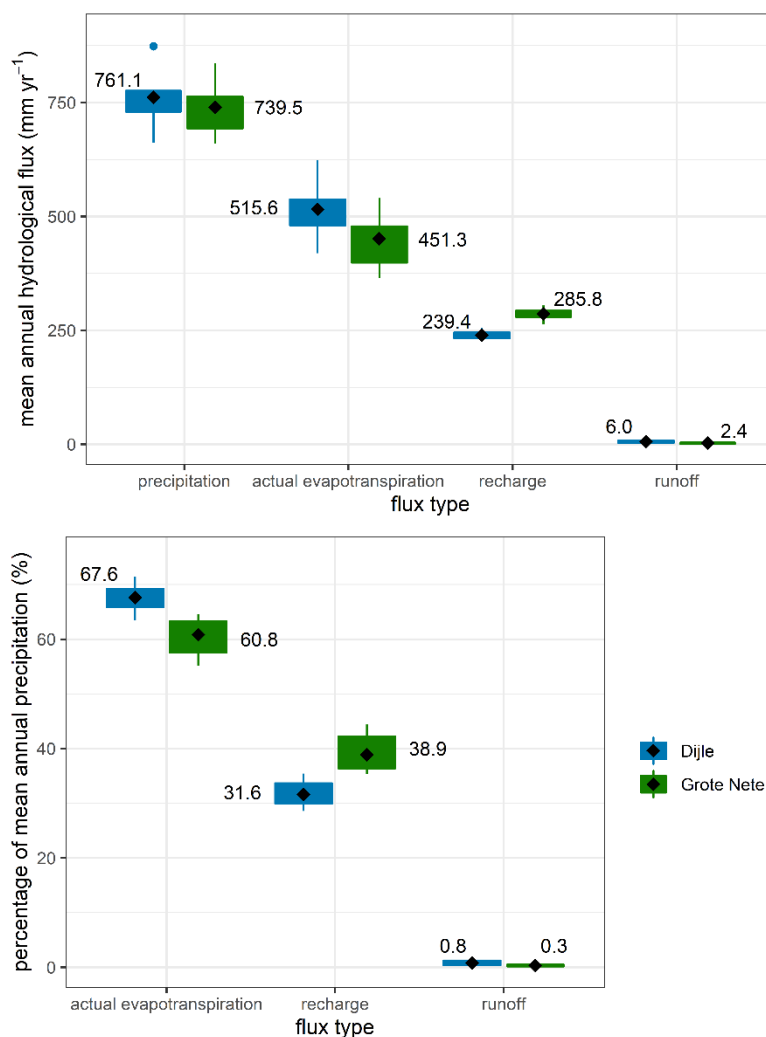 mean annual hydrological flux (mm yr⁻¹)
750
500
250
0
761.1
739.5
515.6
451.3
239.4
285.8
6.0
2.4
precipitation
actual evapotranspiration
recharge
runoff
flux type
percentage of mean annual precipitation (%)
60
40
20
0
67.6
60.8
31.6
38.9
0.8
0.3
actual evapotranspiration
recharge
runoff
flux type
Dijle
Grote Nete